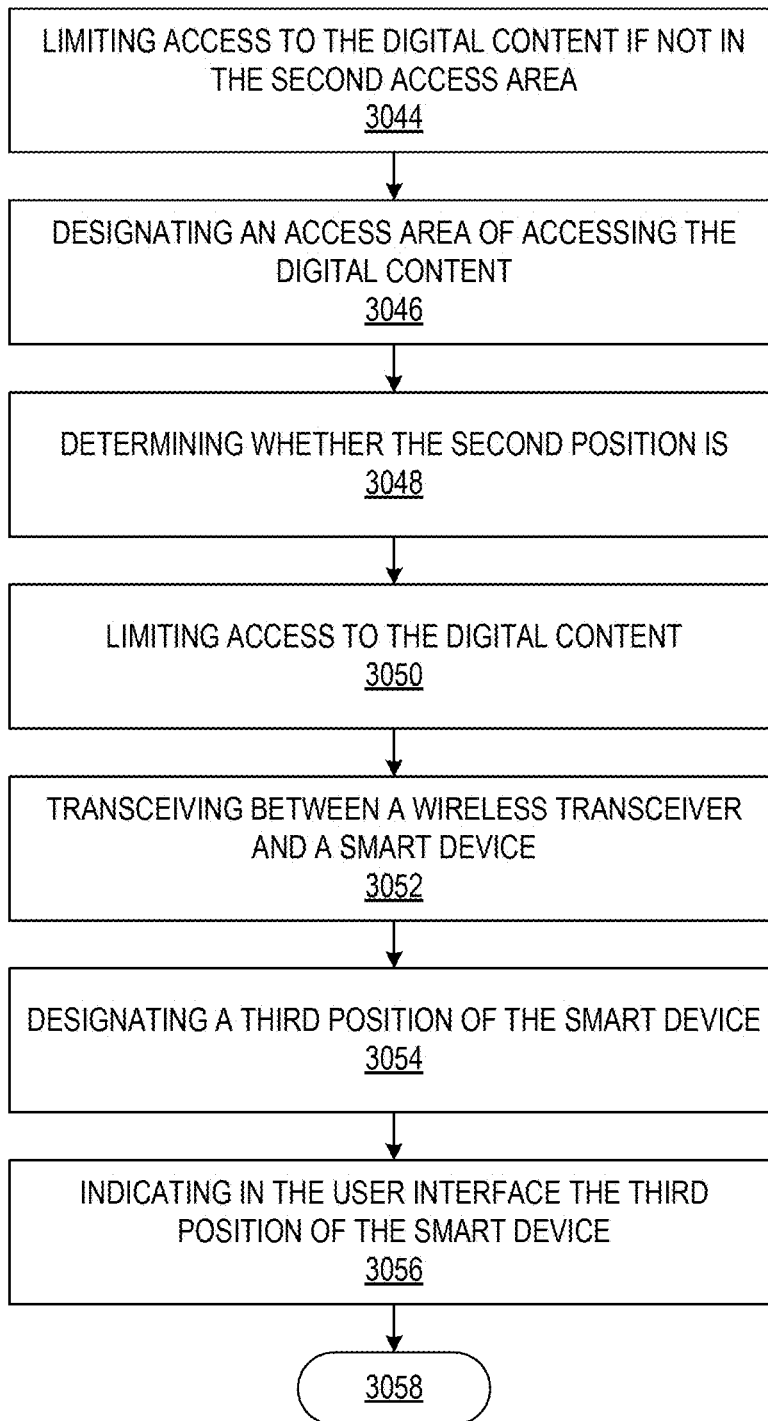 LIMITING ACCESS TO THE DIGITAL CONTENT IF NOT IN
THE SECOND ACCESS AREA
3044
DESIGNATING AN ACCESS AREA OF ACCESSING THE
DIGITAL CONTENT
3046
DETERMINING WHETHER THE SECOND POSITION IS
3048
LIMITING ACCESS TO THE DIGITAL CONTENT
3050
TRANSCEIVING BETWEEN A WIRELESS TRANSCEIVER
AND A SMART DEVICE
3052
DESIGNATING A THIRD POSITION OF THE SMART DEVICE
3054
INDICATING IN THE USER INTERFACE THE THIRD
POSITION OF THE SMART DEVICE
3056
3058